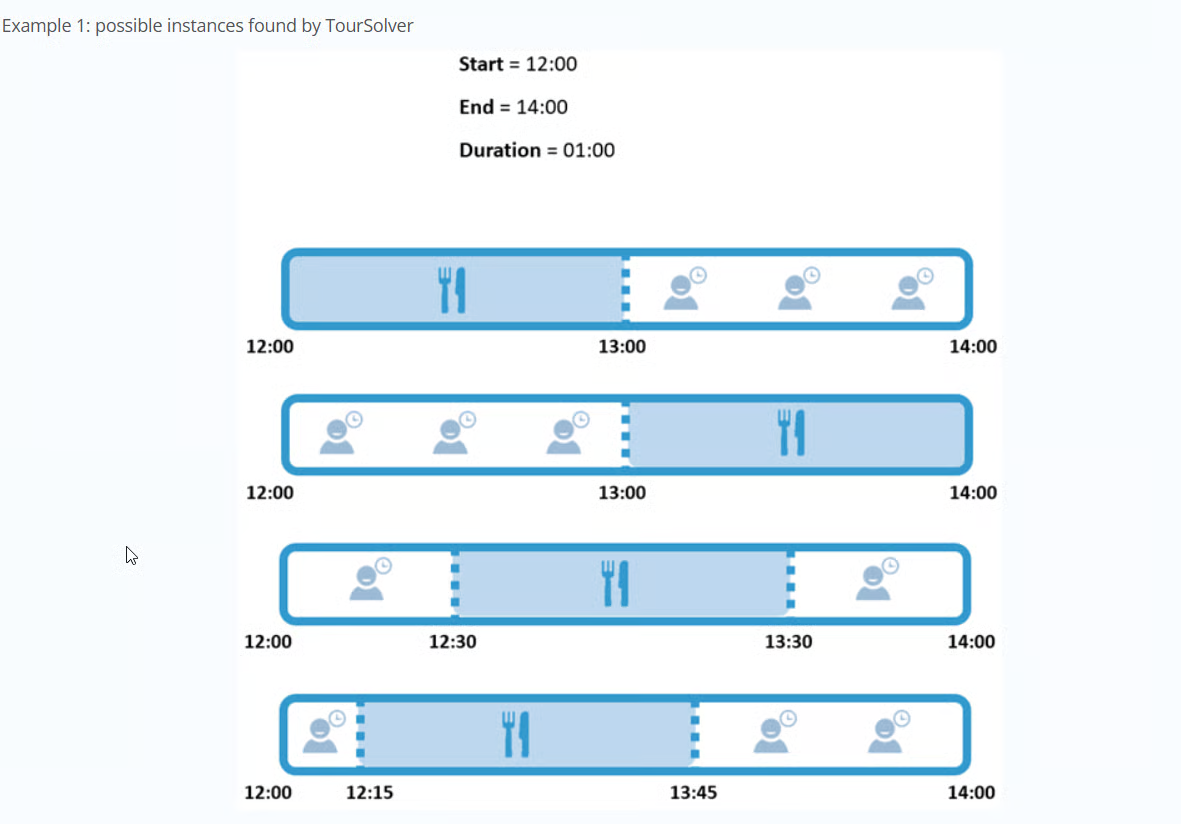 Example 1: possible instances found by TourSolver
Start = 12:00
End = 14:00
Duration = 01:00
12:00 13:00 14:00
12:00 13:00 14:00
12:00 12:30 13:30 14:00
12:00 12:15 13:45 14:00